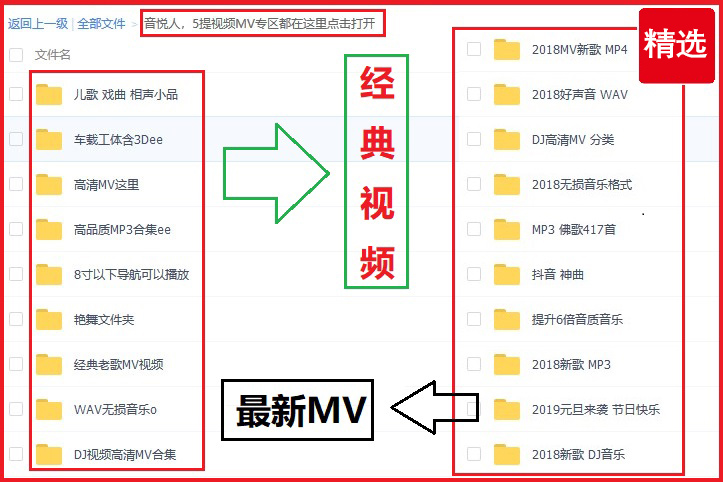 返回上一级 | 全部文件 > 音悦人，5提视频MV专区都在这里点击打开
文件名
儿歌 戏曲 相声小品
车载工体含3Dee
高清MV这里
高品质MP3合集ee
8寸以下导航可以播放
艳舞文件夹
经典老歌MV视频
WAV无损音乐o
DJ视频高清MV合集
经典视频
最新MV
精选
2018MV新歌 MP4
2018好声音 WAV
DJ高清MV 分类
2018无损音乐格式
MP3 佛歌417首
抖音 神曲
提升6倍音质音乐
2018新歌 MP3
2019元旦来袭 节日快乐
2018新歌 DJ音乐